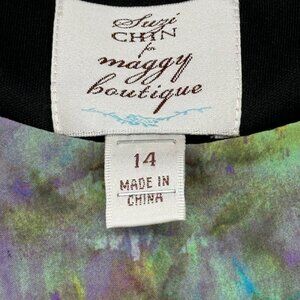 Suzi
CHIN
for
maggy
boutique
14
MADE IN
CHINA